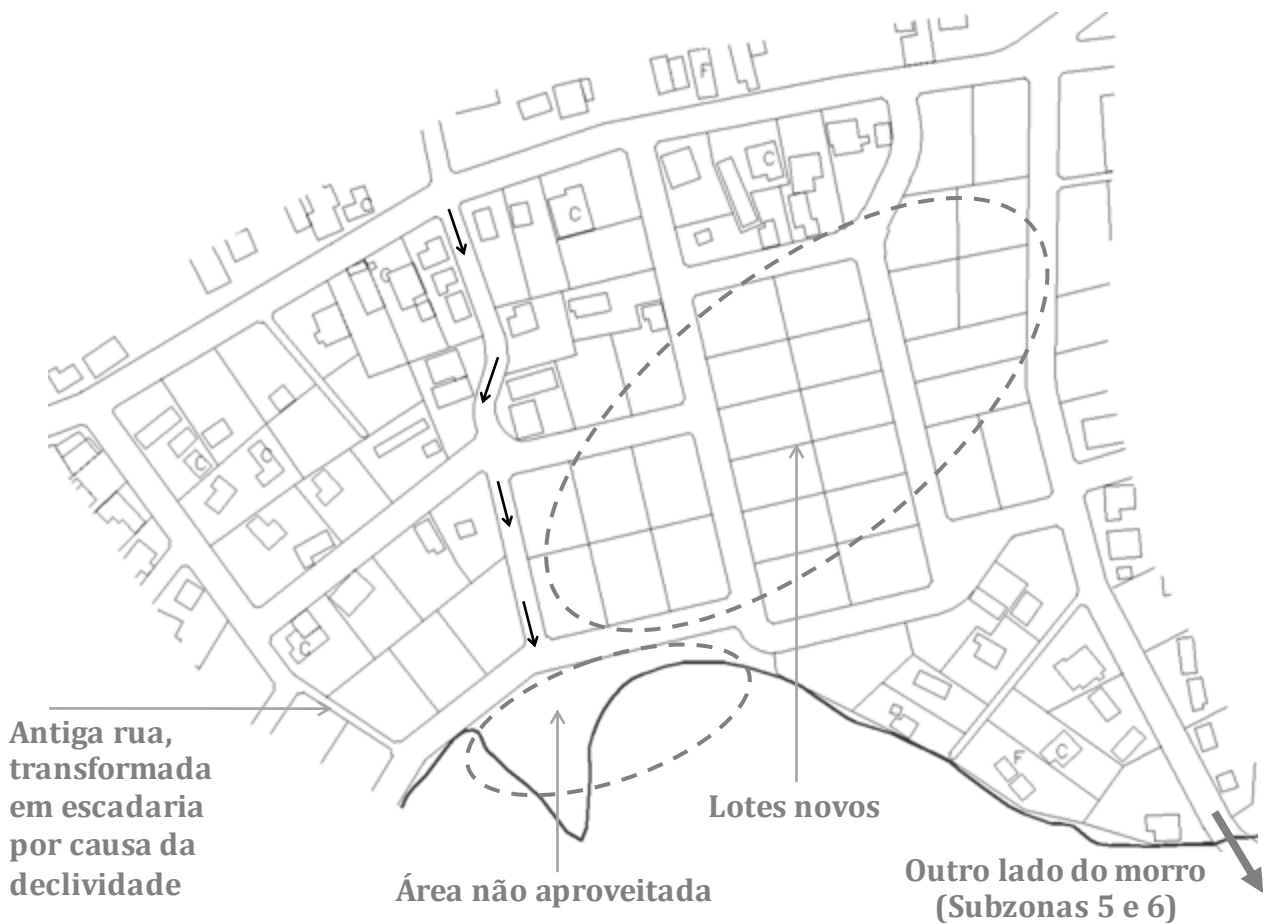 F
C
C
C
C
C
C
C
C
F
C
Antiga rua,
transformada
em escadaria
por causa da
declividade
Área não aproveitada
Lotes novos
Outro lado do morro
(Subzonas 5 e 6)